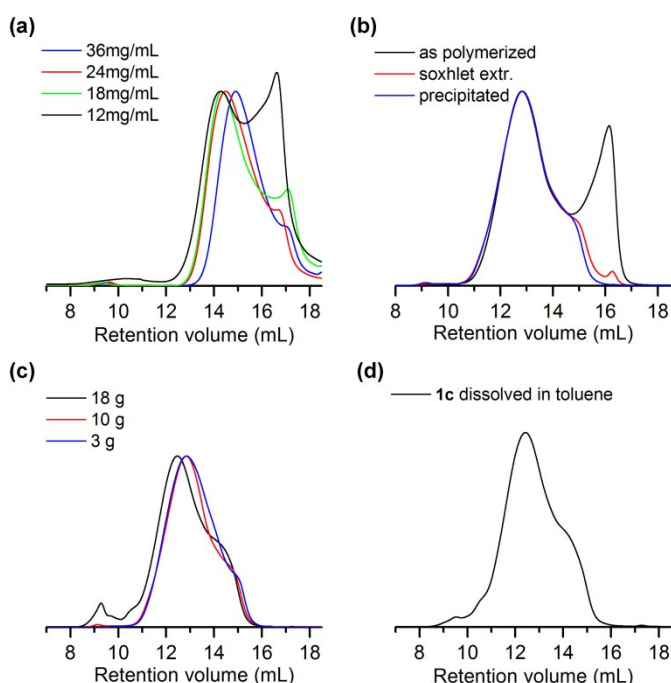 (a)
36mg/mL
24mg/mL
18mg/mL
12mg/mL
8 10 12 14 16 18
Retention volume (mL)
(b)
as polymerized
soxhlet extr.
precipitated
8 10 12 14 16 18
Retention volume (mL)
(c)
18 g
10 g
3 g
8 10 12 14 16 18
Retention volume (mL)
(d)
1c dissolved in toluene
8 10 12 14 16 18
Retention volume (mL)